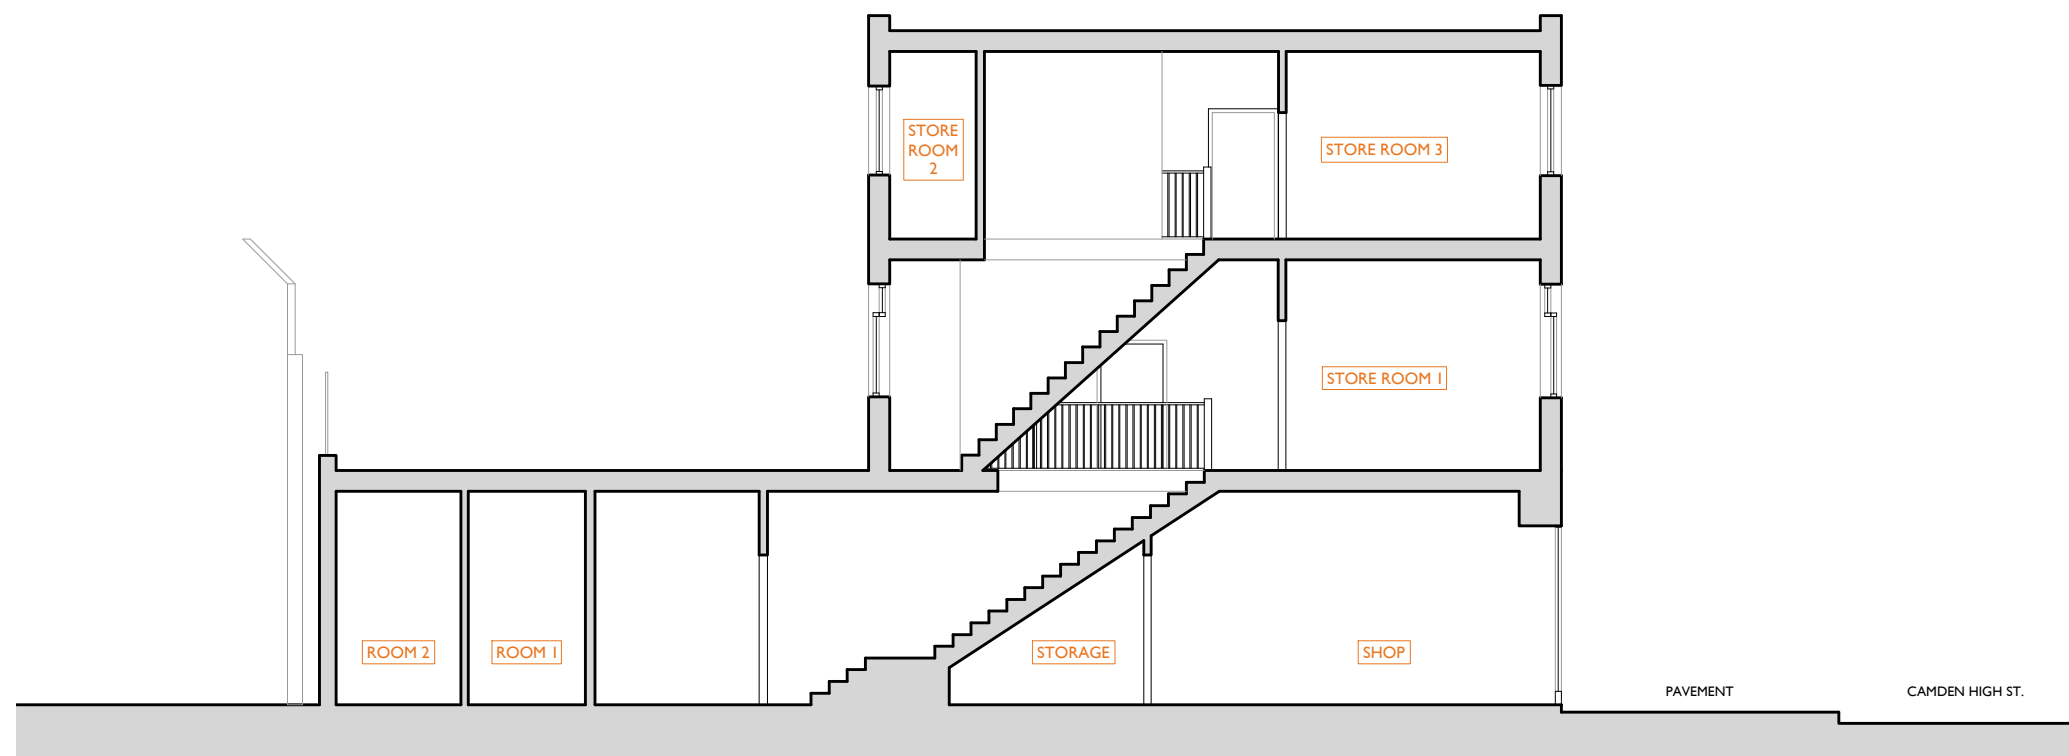 STORE
ROOM
2
STORE ROOM 3
STORE ROOM 1
ROOM 2
ROOM 1
STORAGE
SHOP
PAVEMENT
CAMDEN HIGH ST.